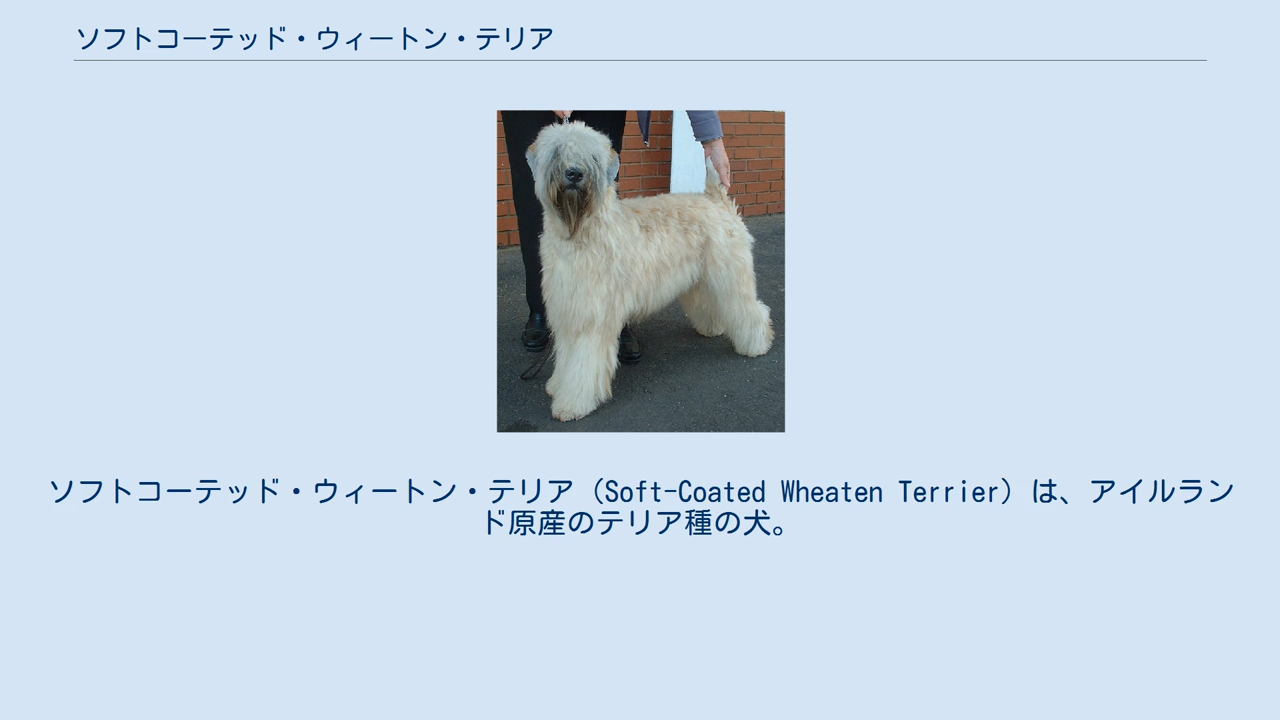 ソフトコーテッド・ウィートン・テリア
ソフトコーテッド・ウィートン・テリア（Soft-Coated Wheaten Terrier）は、アイルラン
ド原産のテリア種の犬。